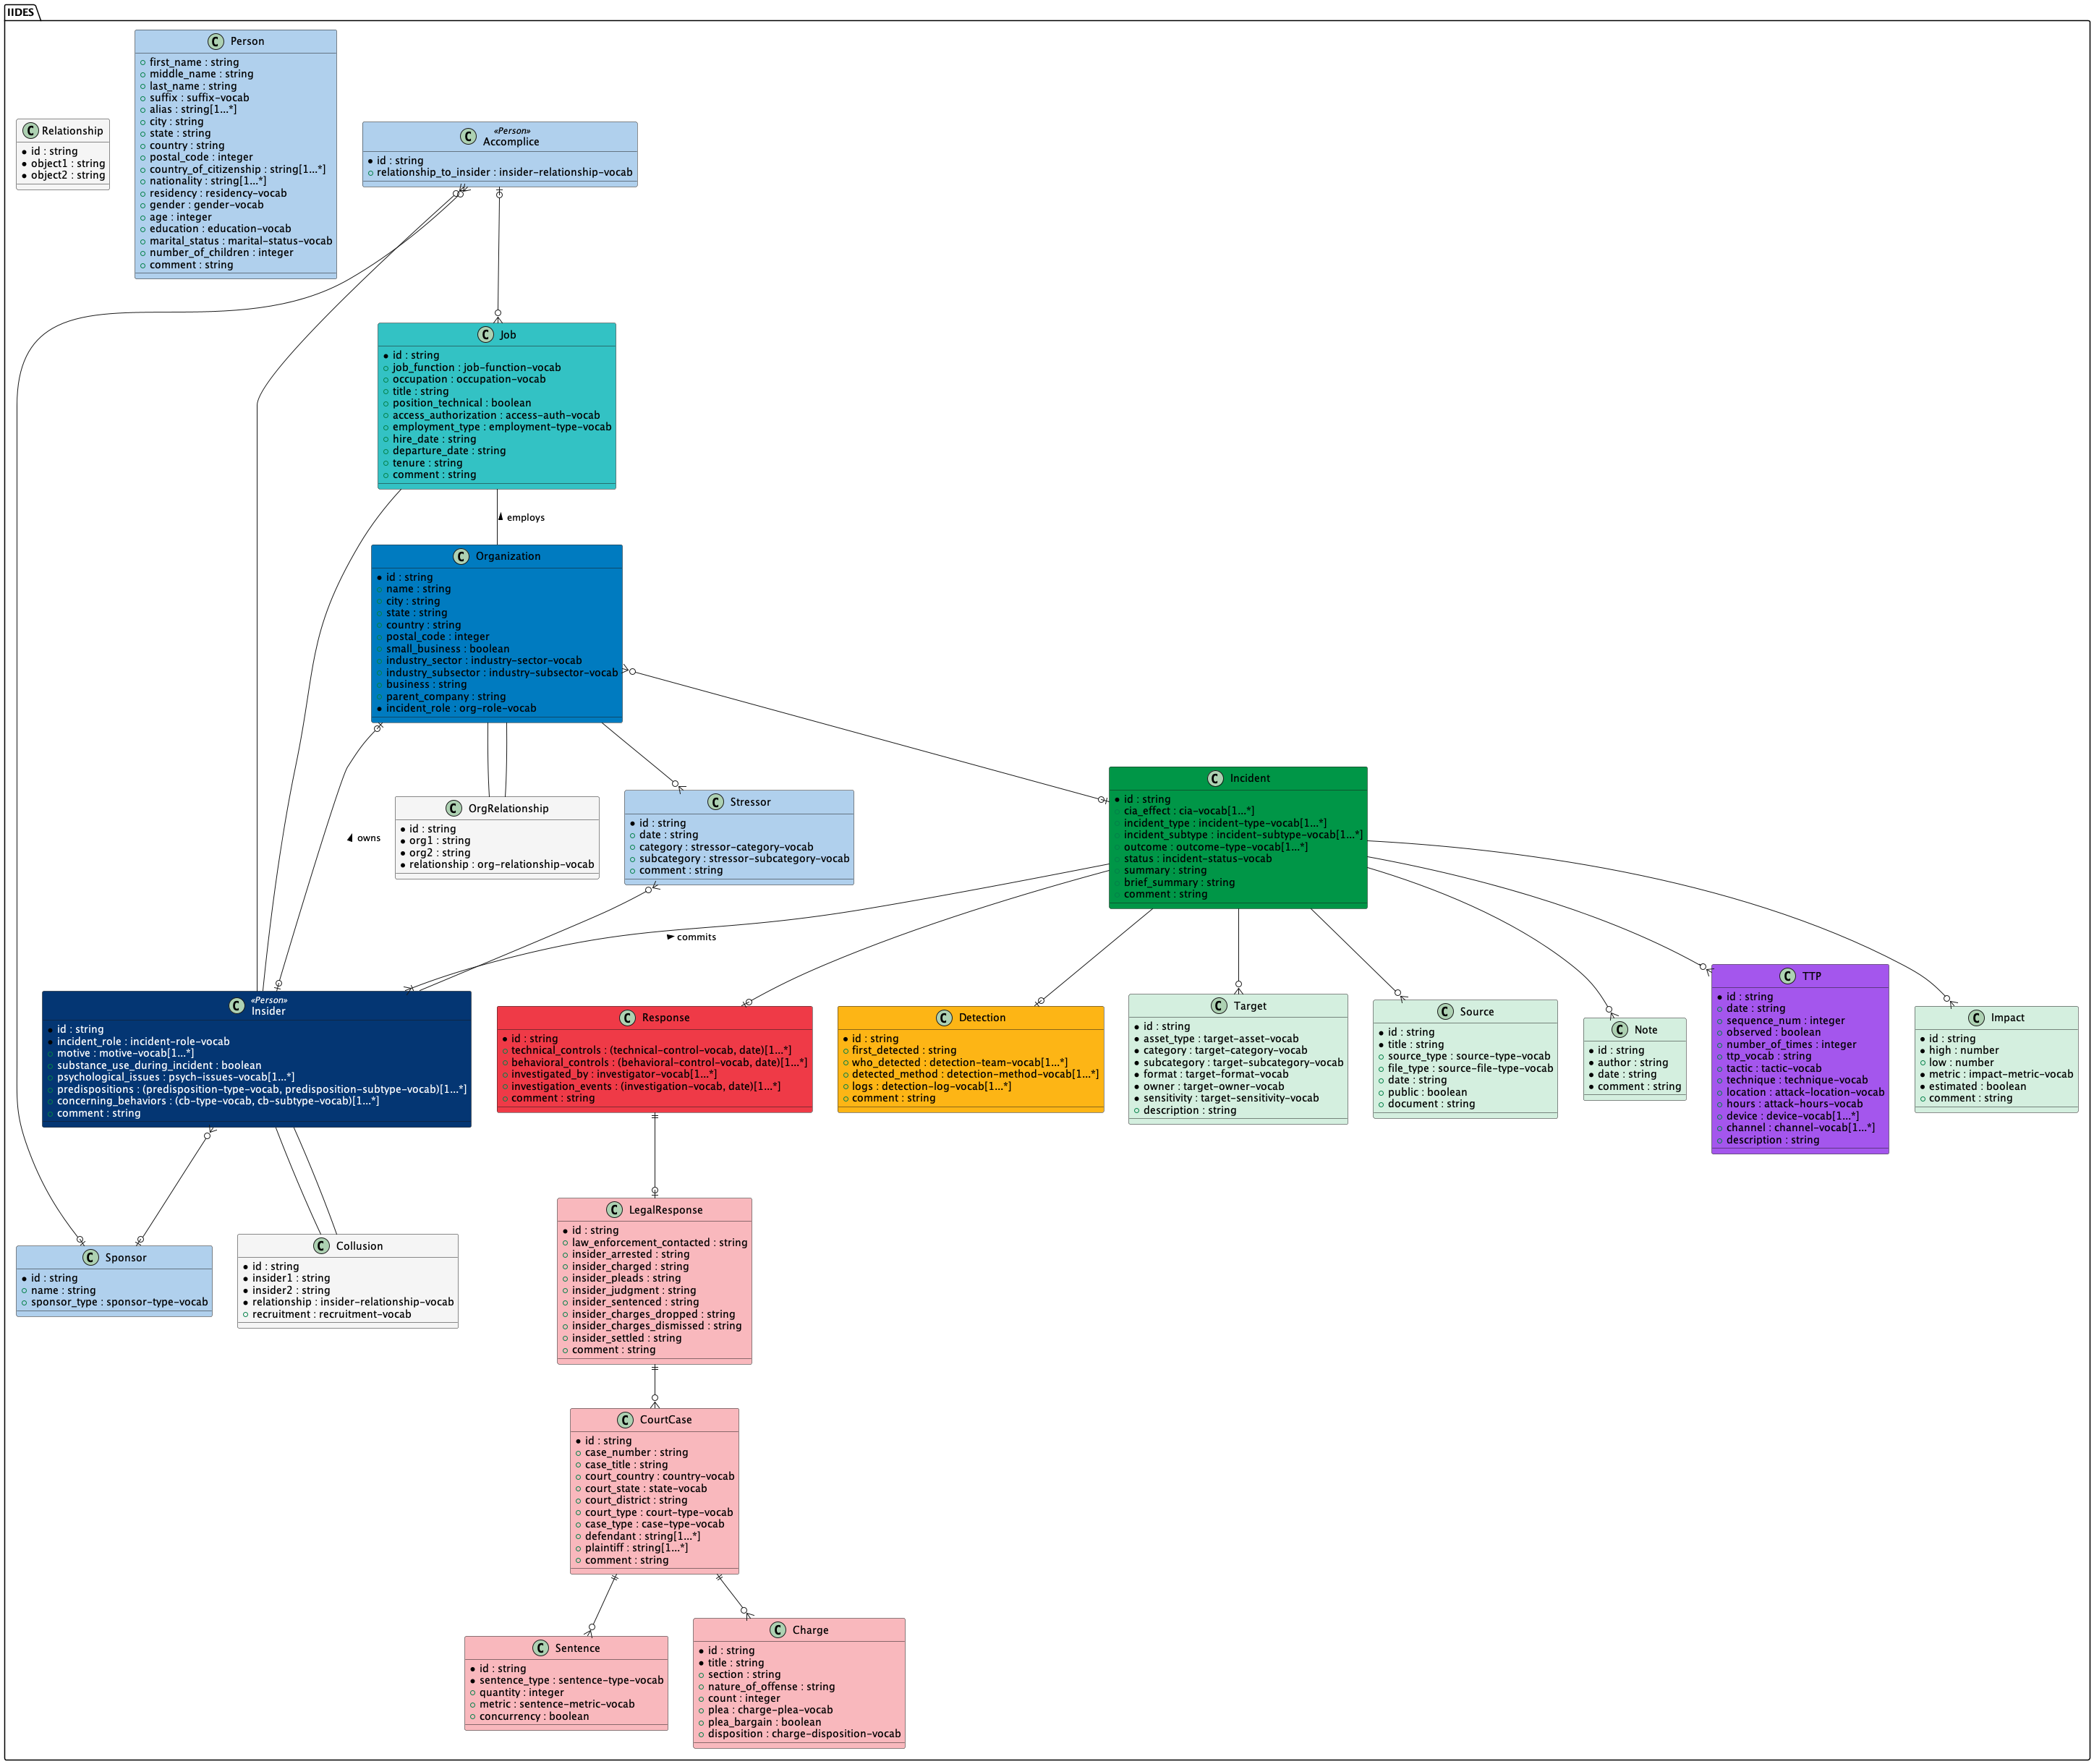 IIDES
C Person
first_name : string
middle_name : string
last_name : string
suffix : suffix-vocab
alias : string[1...*]
city : string
state : string
country : string
postal_code : integer
country_of_citizenship : string[1...*]
nationality : string[1...*]
residency : residency-vocab
gender : gender-vocab
age : integer
education : education-vocab
marital_status : marital-status-vocab
number_of_children : integer
comment : string
C Relationship
id : string
object1 : string
object2 : string
«Person»
C Accomplice
id : string
relationship_to_insider : insider-relationship-vocab
C Job
id : string
job_function : job-function-vocab
occupation : occupation-vocab
title : string
position_technical : boolean
access_authorization : access-auth-vocab
employment_type : employment-type-vocab
hire_date : string
departure_date : string
tenure : string
comment : string
employs
C Organization
id : string
name : string
city : string
state : string
country : string
postal_code : integer
small_business : boolean
industry_sector : industry-sector-vocab
industry_subsector : industry-subsector-vocab
business : string
parent_company : string
incident_role : org-role-vocab
owns
C OrgRelationship
id : string
org1 : string
org2 : string
relationship : org-relationship-vocab
C Stressor
id : string
date : string
category : stressor-category-vocab
subcategory : stressor-subcategory-vocab
comment : string
C Incident
id : string
cia_effect : cia-vocab[1...*]
incident_type : incident-type-vocab[1...*]
incident_subtype : incident-subtype-vocab[1...*]
outcome : outcome-type-vocab[1...*]
status : incident-status-vocab
summary : string
brief_summary : string
comment : string
commits
«Person»
C Insider
id : string
incident_role : incident-role-vocab
motive : motive-vocab[1...*]
substance_use_during_incident : boolean
psychological_issues : psych-issues-vocab[1...*]
predispositions : (predisposition-type-vocab, predisposition-subtype-vocab)[1...*]
concerning_behaviors : (cb-type-vocab, cb-subtype-vocab)[1...*]
comment : string
C Response
id : string
technical_controls : (technical-control-vocab, date)[1...*]
behavioral_controls : (behavioral-control-vocab, date)[1...*]
investigated_by : investigator-vocab[1...*]
investigation_events : (investigation-vocab, date)[1...*]
comment : string
C Detection
id : string
first_detected : string
who_detected : detection-team-vocab[1...*]
detected_method : detection-method-vocab[1...*]
logs : detection-log-vocab[1...*]
comment : string
C Target
id : string
asset_type : target-asset-vocab
category : target-category-vocab
subcategory : target-subcategory-vocab
format : target-format-vocab
owner : target-owner-vocab
sensitivity : target-sensitivity-vocab
description : string
C Source
id : string
title : string
source_type : source-type-vocab
file_type : source-file-type-vocab
date : string
public : boolean
document : string
C Note
id : string
author : string
date : string
comment : string
C TTP
id : string
date : string
sequence_num : integer
observed : boolean
number_of_times : integer
ttp_vocab : string
tactic : tactic-vocab
technique : technique-vocab
location : attack-location-vocab
hours : attack-hours-vocab
device : device-vocab[1...*]
channel : channel-vocab[1...*]
description : string
C Impact
id : string
high : number
low : number
metric : impact-metric-vocab
estimated : boolean
comment : string
C Sponsor
id : string
name : string
sponsor_type : sponsor-type-vocab
C Collusion
id : string
insider1 : string
insider2 : string
relationship : insider-relationship-vocab
recruitment : recruitment-vocab
C LegalResponse
id : string
law_enforcement_contacted : string
insider_arrested : string
insider_charged : string
insider_pleads : string
insider_judgment : string
insider_sentenced : string
insider_charges_dropped : string
insider_charges_dismissed : string
insider_settled : string
comment : string
C CourtCase
id : string
case_number : string
case_title : string
court_country : country-vocab
court_state : state-vocab
court_district : string
court_type : court-type-vocab
case_type : case-type-vocab
defendant : string[1...*]
plaintiff : string[1...*]
comment : string
C Sentence
id : string
sentence_type : sentence-type-vocab
quantity : integer
metric : sentence-metric-vocab
concurrency : boolean
C Charge
id : string
title : string
section : string
nature_of_offense : string
count : integer
plea : charge-plea-vocab
plea_bargain : boolean
disposition : charge-disposition-vocab